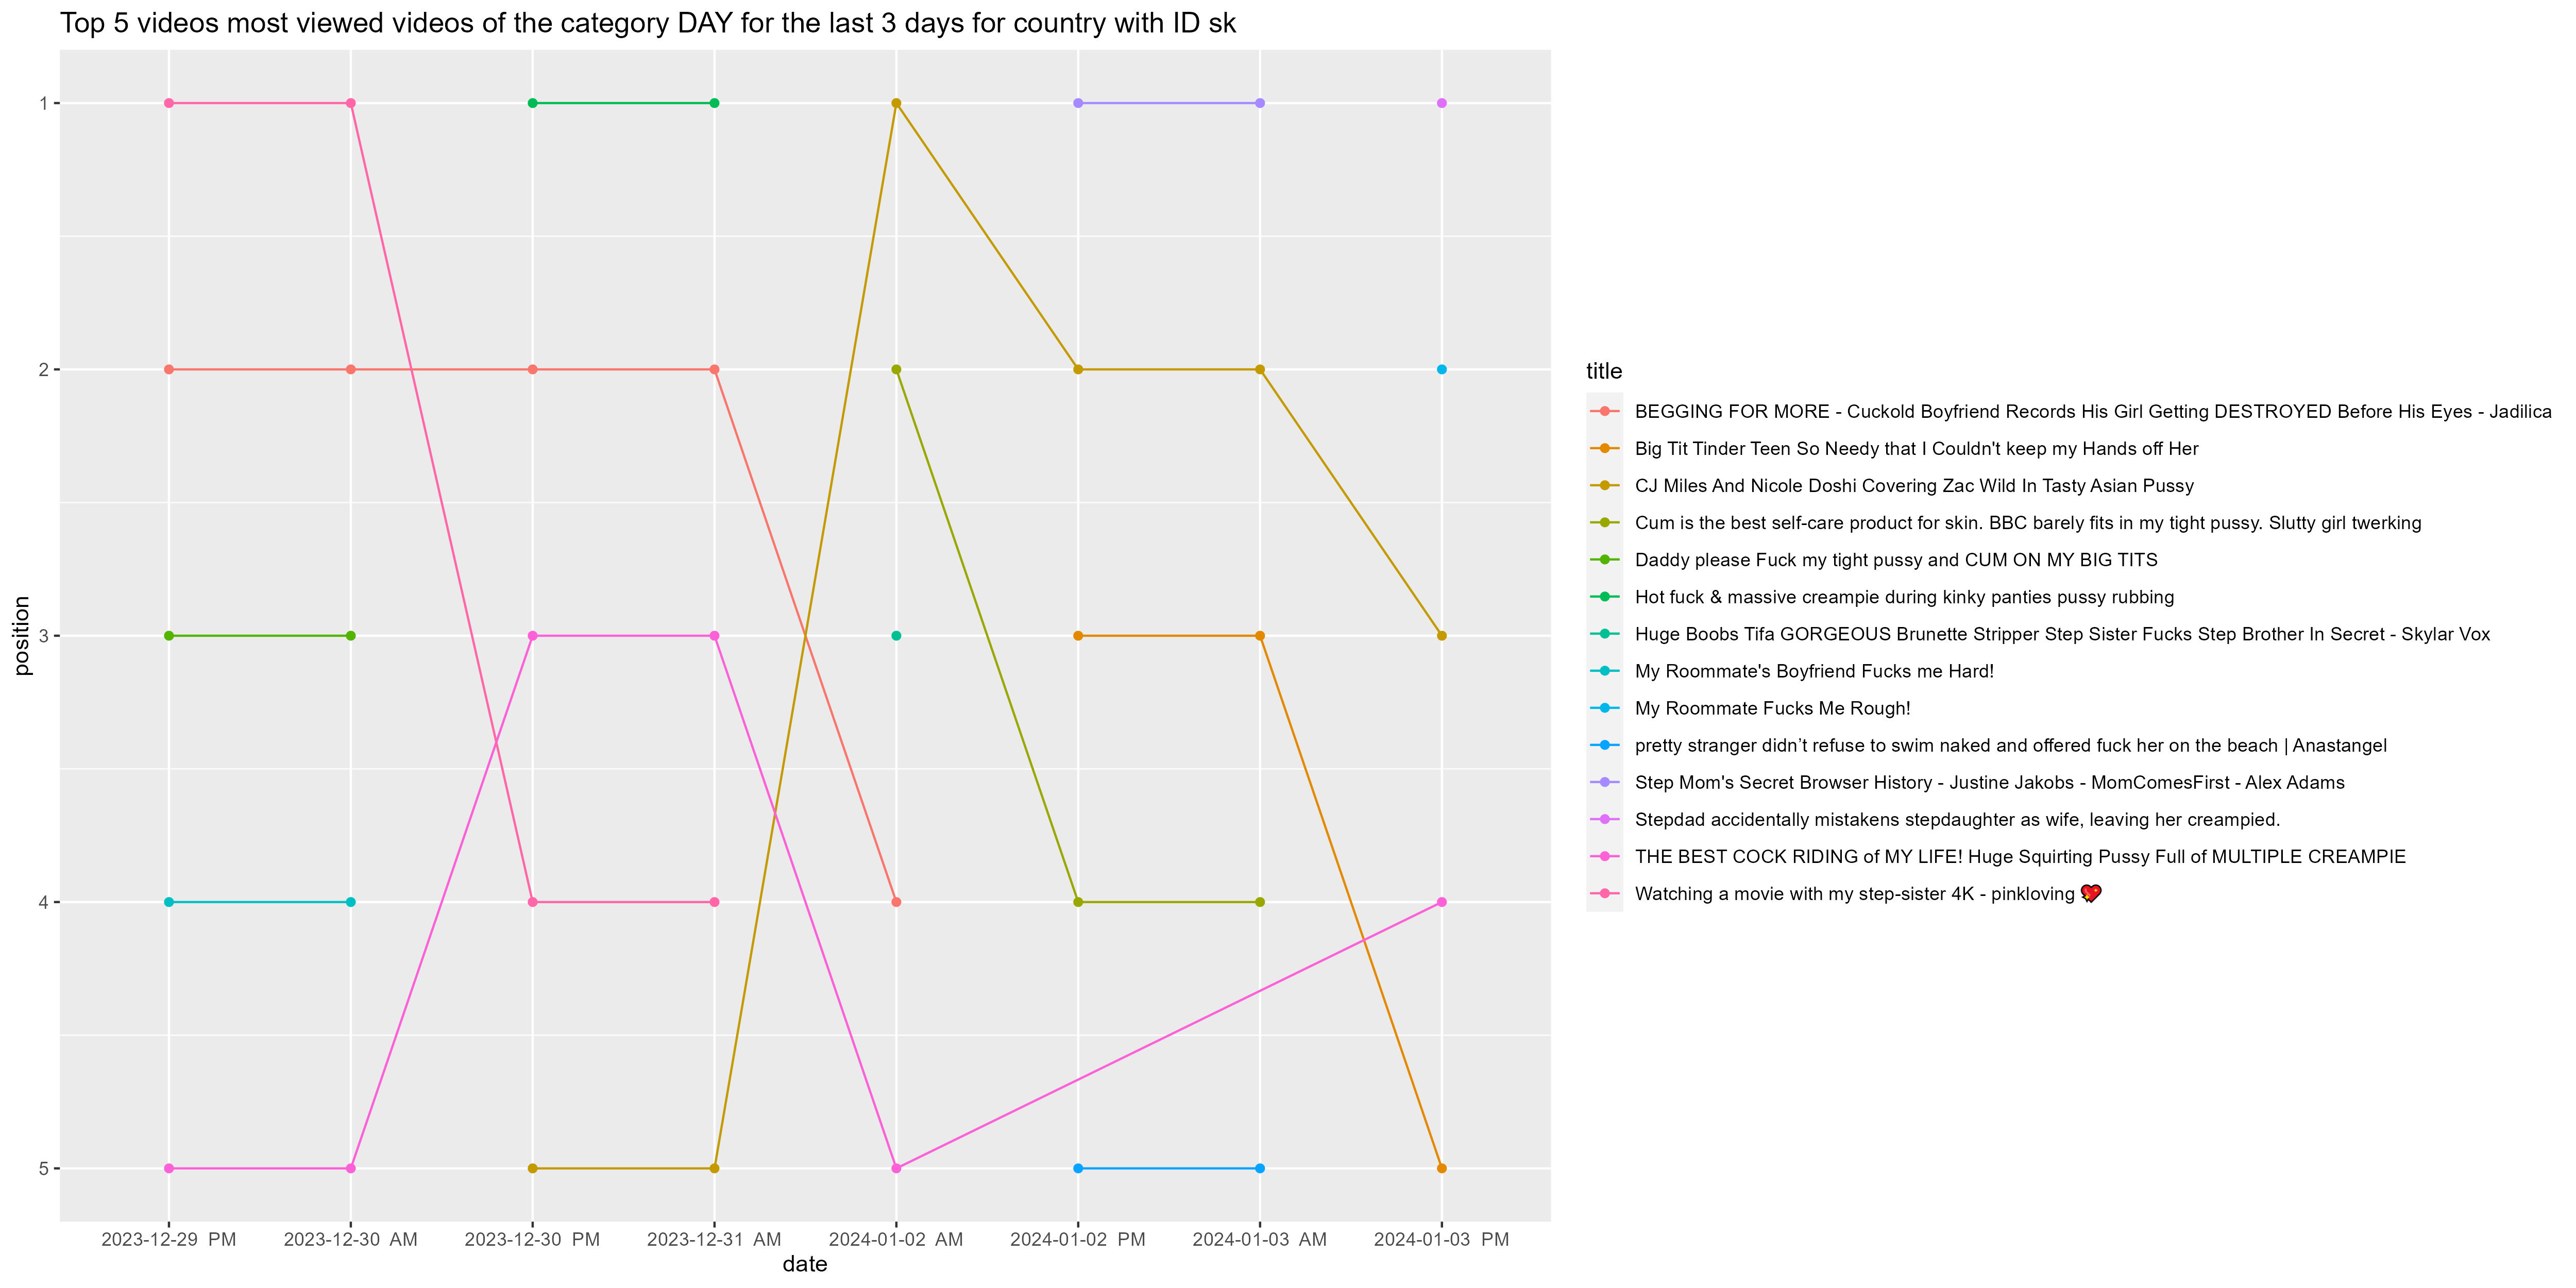 Top 5 videos most viewed videos of the category DAY for the last 3 days for country with ID sk
position
1
2
3
4
5
2023-12-29 PM
2023-12-30 AM
2023-12-30 PM
2023-12-31 AM
2024-01-02 AM
2024-01-02 PM
2024-01-03 AM
2024-01-03 PM
date
title
BEGGING FOR MORE - Cuckold Boyfriend Records His Girl Getting DESTROYED Before His Eyes - Jadilica
Big Tit Tinder Teen So Needy that I Couldn't keep my Hands off Her
CJ Miles And Nicole Doshi Covering Zac Wild In Tasty Asian Pussy
Cum is the best self-care product for skin. BBC barely fits in my tight pussy. Slutty girl twerking
Daddy please Fuck my tight pussy and CUM ON MY BIG TITS
Hot fuck & massive creampie during kinky panties pussy rubbing
Huge Boobs Tifa GORGEOUS Brunette Stripper Step Sister Fucks Step Brother In Secret - Skylar Vox
My Roommate's Boyfriend Fucks me Hard!
My Roommate Fucks Me Rough!
pretty stranger didn’t refuse to swim naked and offered fuck her on the beach | Anastangel
Step Mom's Secret Browser History - Justine Jakobs - MomComesFirst - Alex Adams
Stepdad accidentally mistakens stepdaughter as wife, leaving her creampied.
THE BEST COCK RIDING of MY LIFE! Huge Squirting Pussy Full of MULTIPLE CREAMPIE
Watching a movie with my step-sister 4K - pinkloving 💖